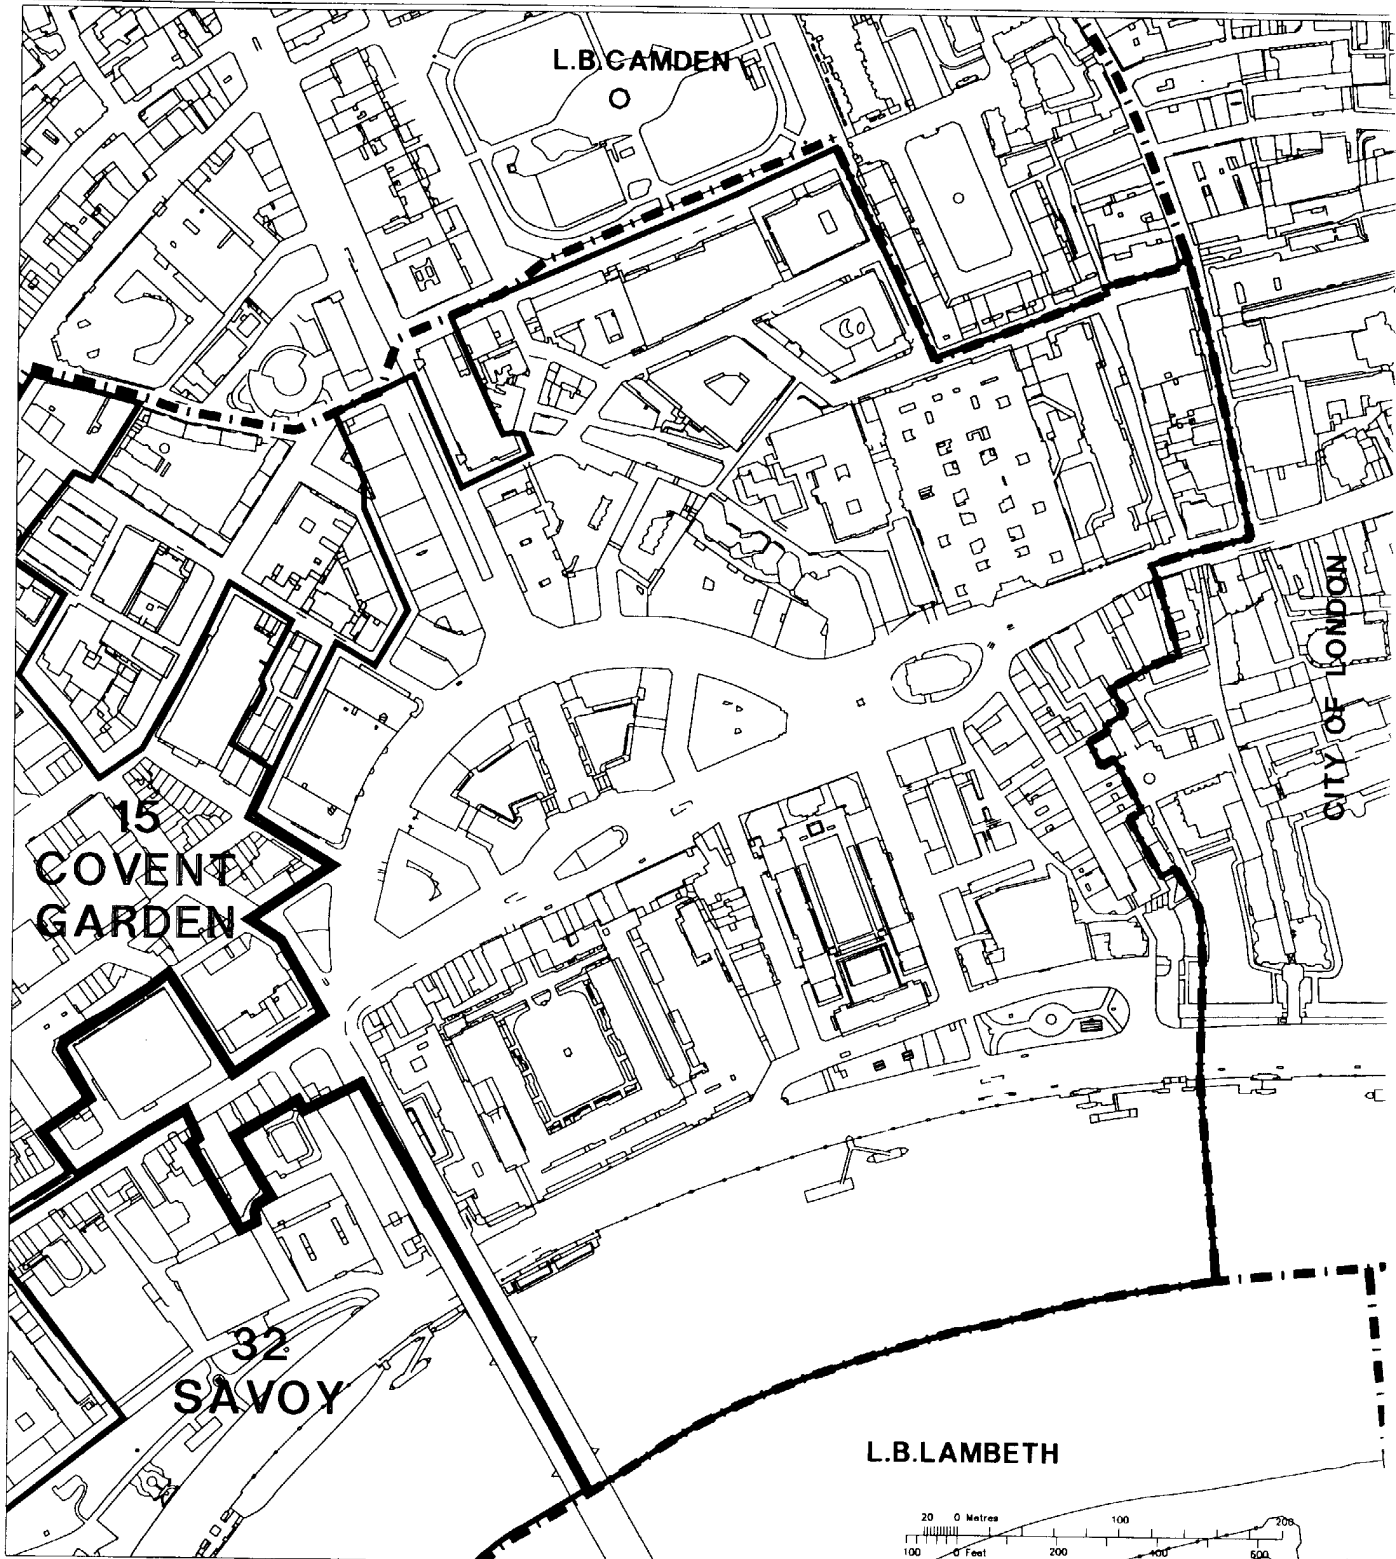 L.B.CAMDEN
CITY OF LONDON
15
COVENT
GARDEN
32
SAVOY
L.B.LAMBETH
20 0 Metres 100 200
100 0 Feet 200 400 600